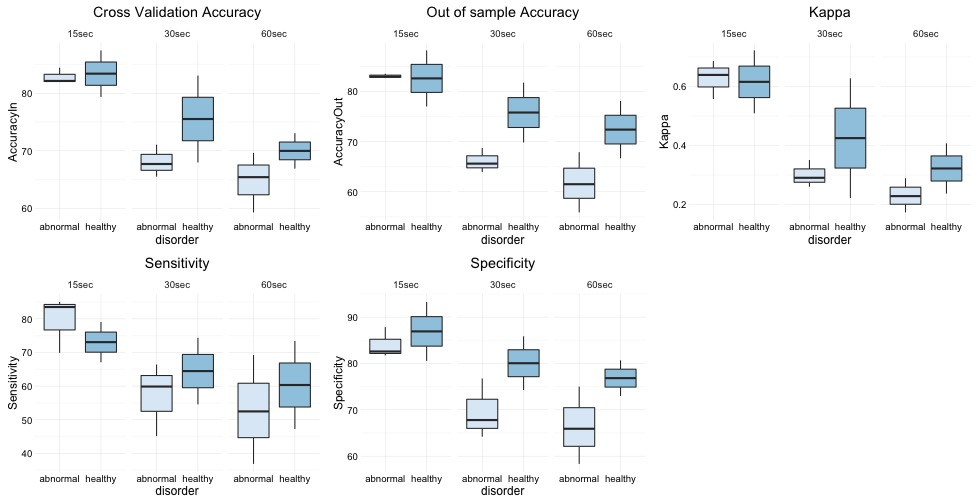 Cross Validation Accuracy
15sec 30sec 60sec
AccuracyIn
80
70
60
abnormal healthy abnormal healthy abnormal healthy
disorder
Out of sample Accuracy
15sec 30sec 60sec
AccuracyOut
80
70
60
abnormal healthy abnormal healthy abnormal healthy
disorder
Kappa
15sec 30sec 60sec
Kappa
0.6
0.4
0.2
abnormal healthy abnormal healthy abnormal healthy
disorder
Sensitivity
15sec 30sec 60sec
Sensitivity
80
70
60
50
40
abnormal healthy abnormal healthy abnormal healthy
disorder
Specificity
15sec 30sec 60sec
Specificity
90
80
70
60
abnormal healthy abnormal healthy abnormal healthy
disorder